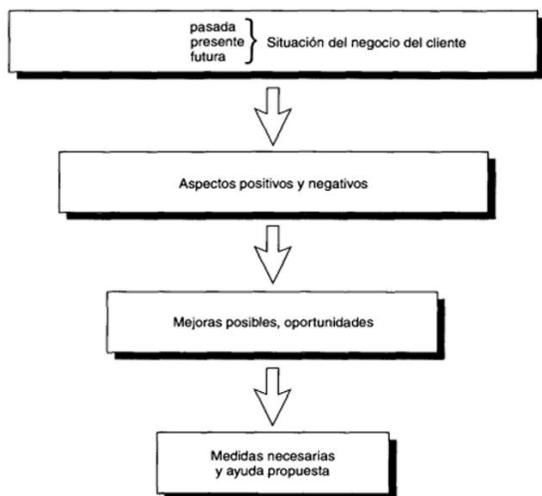 pasada
presente
futura
Situación del negocio del cliente
Aspectos positivos y negativos
Mejoras posibles, oportunidades
Medidas necesarias
y ayuda propuesta